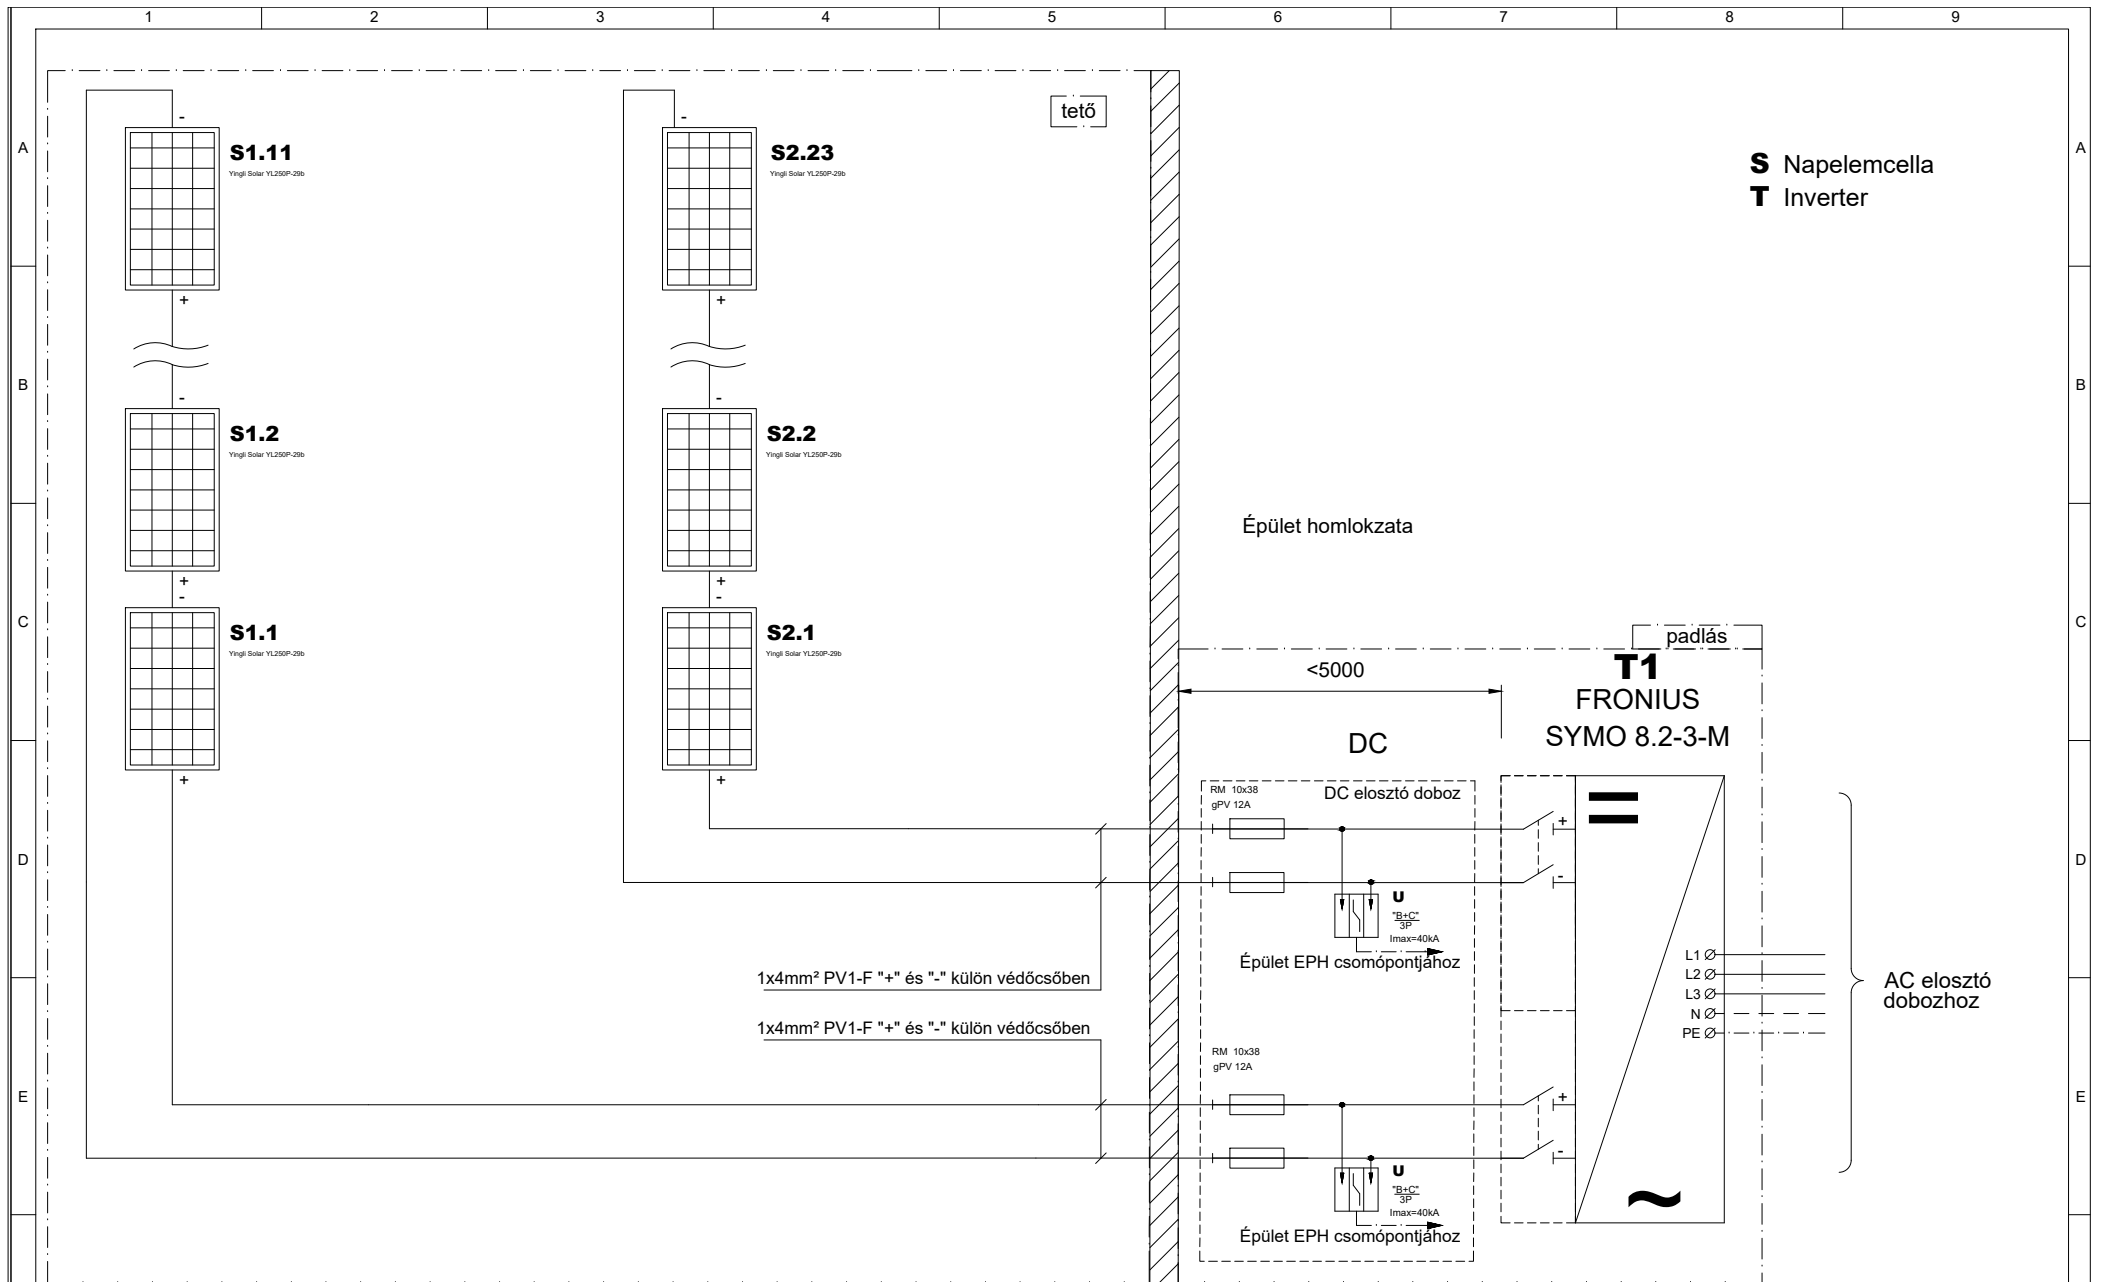 1 2 3 4 5 6 7 8 9
tető
A
-
-
A
S1.11
Yingli Solar YL250P-29b
S2.23
Yingli Solar YL250P-29b
S Napelemcella
T Inverter
+
+
B
B
-
-
S1.2
Yingli Solar YL250P-29b
S2.2
Yingli Solar YL250P-29b
Épület homlokzata
+
+
-
-
C
C
S1.1
Yingli Solar YL250P-29b
S2.1
Yingli Solar YL250P-29b
padlás
<5000
T1
FRONIUS
SYMO 8.2-3-M
DC
+
+
RM 10x38
gPV 12A
DC elosztó doboz
+
D
D
-
U
"B+C"
3P
Imax=40kA
Épület EPH csomópontjához
1x4mm² PV1-F "+" és "-" külön védőcsőben
L1
L2
L3
N
PE
AC elosztó
dobozhoz
1x4mm² PV1-F "+" és "-" külön védőcsőben
RM 10x38
gPV 12A
E
+
E
-
U
"B+C"
3P
Imax=40kA
~
Épület EPH csomópontjához